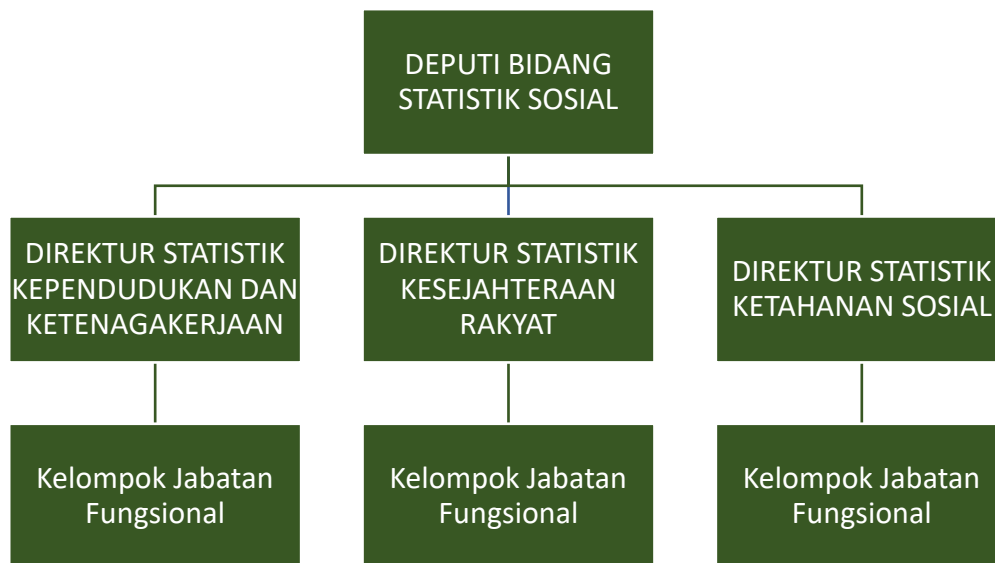 DEPUTI BIDANG
STATISTIK SOSIAL
DIREKTUR STATISTIK
KEPENDUDUKAN DAN
KETENAGAKERJAAN
DIREKTUR STATISTIK
KESEJAHTERAAN
RAKYAT
DIREKTUR STATISTIK
KETAHANAN SOSIAL
Kelompok Jabatan
Fungsional
Kelompok Jabatan
Fungsional
Kelompok Jabatan
Fungsional